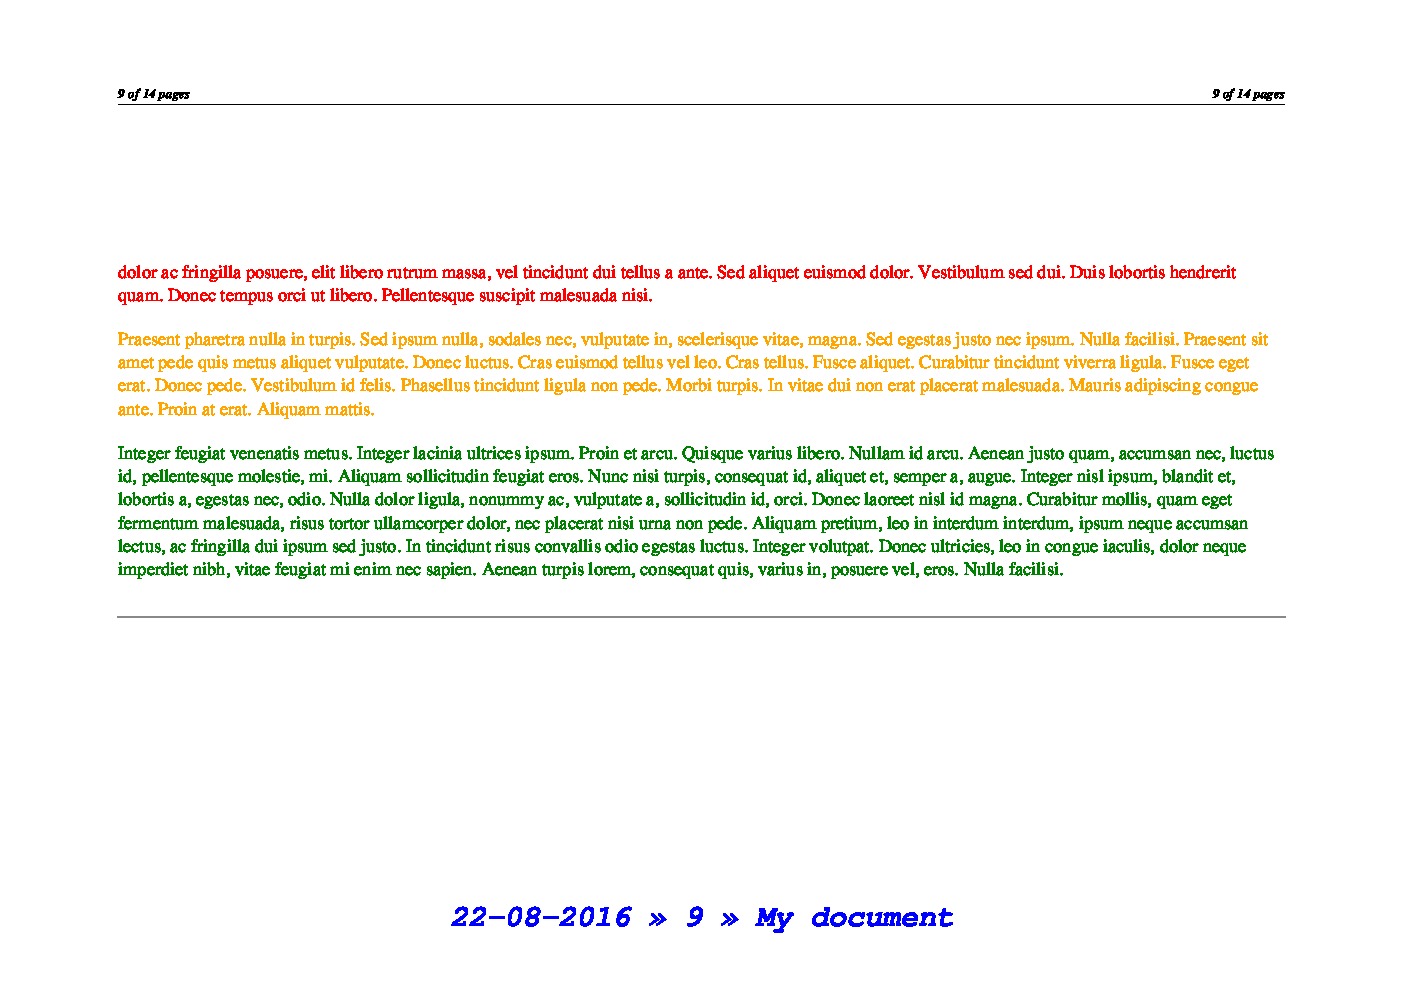 9 of 14 pages 9 of 14 pages
dolor ac fringilla posuere, elit libero rutrum massa, vel tincidunt dui tellus a ante. Sed aliquet euismod dolor. Vestibulum sed dui. Duis lobortis hendrerit
quam. Donec tempus orci ut libero. Pellentesque suscipit malesuada nisi.
Praesent pharetra nulla in turpis. Sed ipsum nulla, sodales nec, vulputate in, scelerisque vitae, magna. Sed egestas justo nec ipsum. Nulla facilisi. Praesent sit
amet pede quis metus aliquet vulputate. Donec luctus. Cras euismod tellus vel leo. Cras tellus. Fusce aliquet. Curabitur tincidunt viverra ligula. Fusce eget
erat. Donec pede. Vestibulum id felis. Phasellus tincidunt ligula non pede. Morbi turpis. In vitae dui non erat placerat malesuada. Mauris adipiscing congue
ante. Proin at erat. Aliquam mattis.
Integer feugiat venenatis metus. Integer lacinia ultrices ipsum. Proin et arcu. Quisque varius libero. Nullam id arcu. Aenean justo quam, accumsan nec, luctus
id, pellentesque molestie, mi. Aliquam sollicitudin feugiat eros. Nunc nisi turpis, consequat id, aliquet et, semper a, augue. Integer nisl ipsum, blandit et,
lobortis a, egestas nec, odio. Nulla dolor ligula, nonummy ac, vulputate a, sollicitudin id, orci. Donec laoreet nisl id magna. Curabitur mollis, quam eget
fermentum malesuada, risus tortor ullamcorper dolor, nec placerat nisi urna non pede. Aliquam pretium, leo in interdum interdum, ipsum neque accumsan
lectus, ac fringilla dui ipsum sed justo. In tincidunt risus convallis odio egestas luctus. Integer volutpat. Donec ultricies, leo in congue iaculis, dolor neque
imperdiet nibh, vitae feugiat mi enim nec sapien. Aenean turpis lorem, consequat quis, varius in, posuere vel, eros. Nulla facilisi.
22-08-2016 » 9 » My document